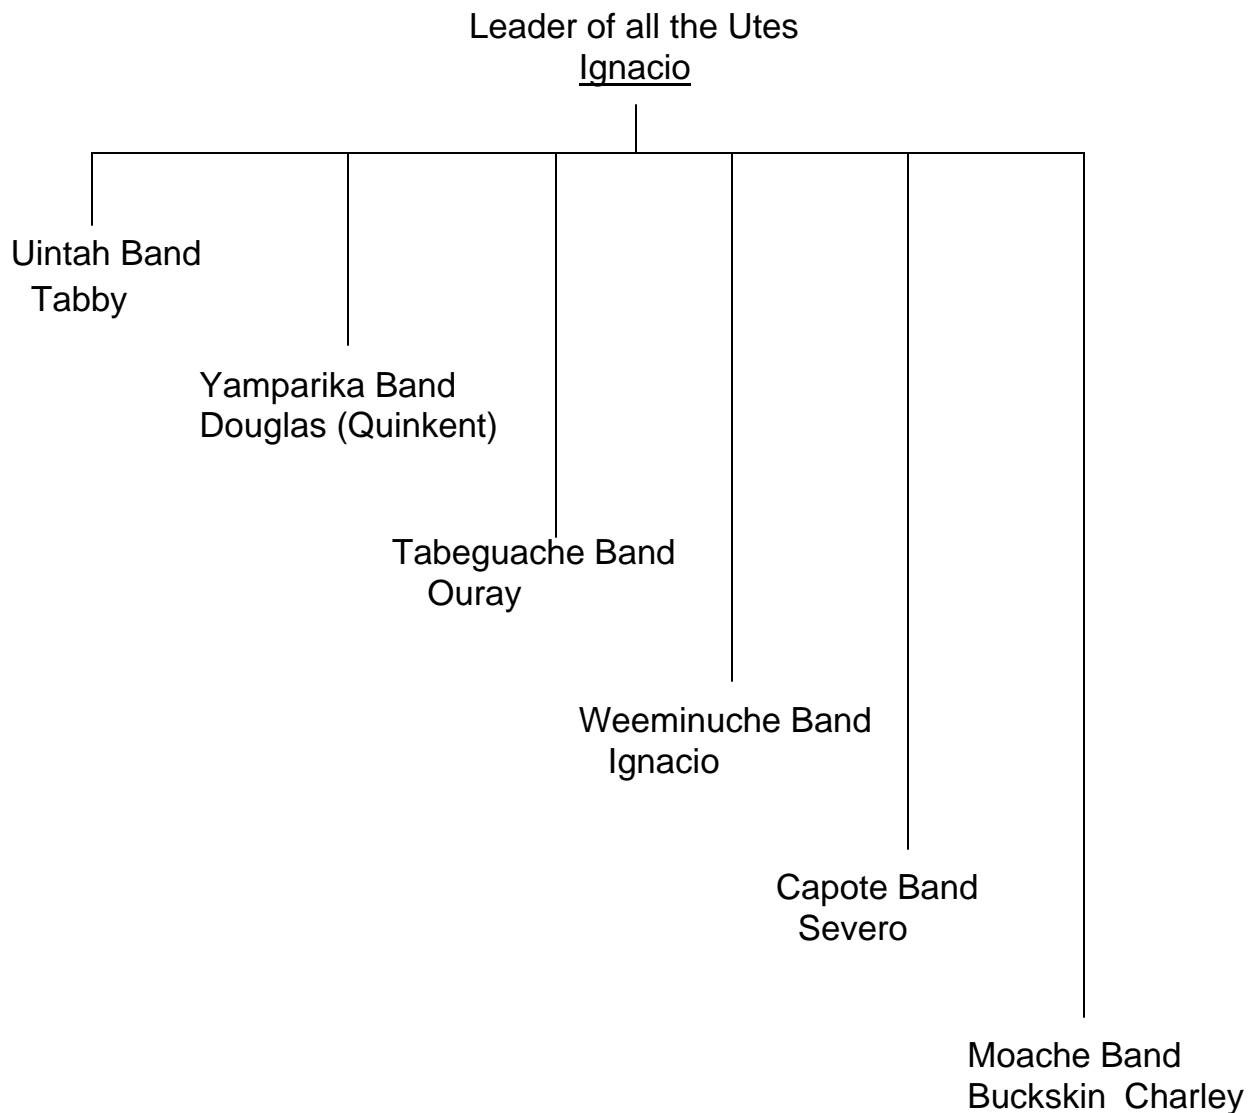 Leader of all the Utes
Ignacio
Uintah Band
Tabby
Yamparika Band
Douglas (Quinkent)
Tabeguache Band
Ouray
Weeminuche Band
Ignacio
Capote Band
Severo
Moache Band
Buckskin Charley